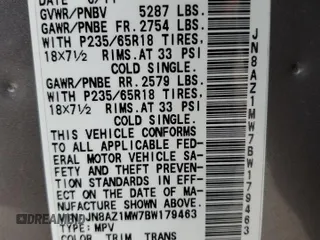 GVWR/PNBV 5287 LBS.
GAWR/PNBE FR. 2754 LBS.
WITH P235/65R18 TIRES,
18x7½ RIMS,AT 33 PSI
COLD SINGLE.
GAWR/PNBE RR. 2579 LBS.
WITH P235/65R18 TIRES,
18x7½ RIMS,AT 33 PSI
COLD SINGLE.
THIS VEHICLE CONFORMS
TO ALL APPLICABLE FED-
ERAL MOTOR VEHICLE SA-
FETY AND THEFT PREVEN-
TION STANDARDS IN EFF-
ECT ON THE DATE OF MA-
NUFACTURE SHOWN ABOVE.
VIN:JN8AZ1MW7BW179463
TYPE: MPV
COLOR TRIM TRANS
JN8AZ1MW7BW179463